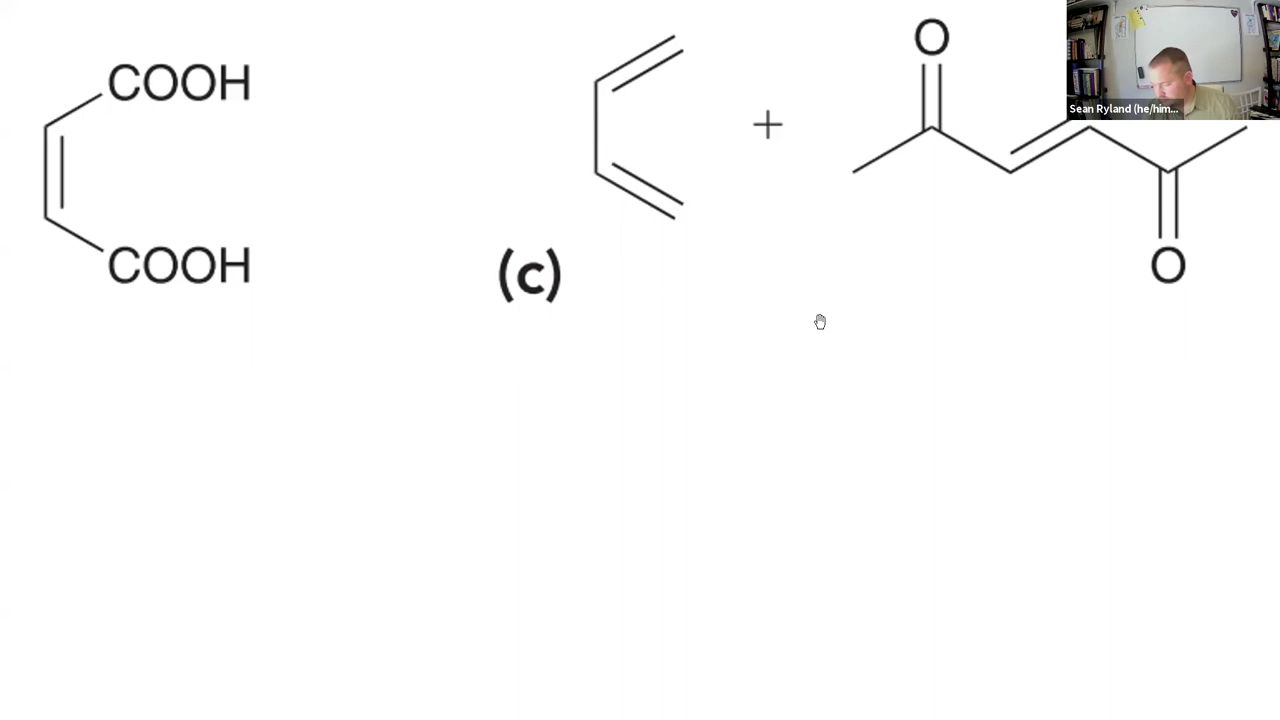 O
COOH
+
Sean Ryland (he/him...
COOH
(c)
O